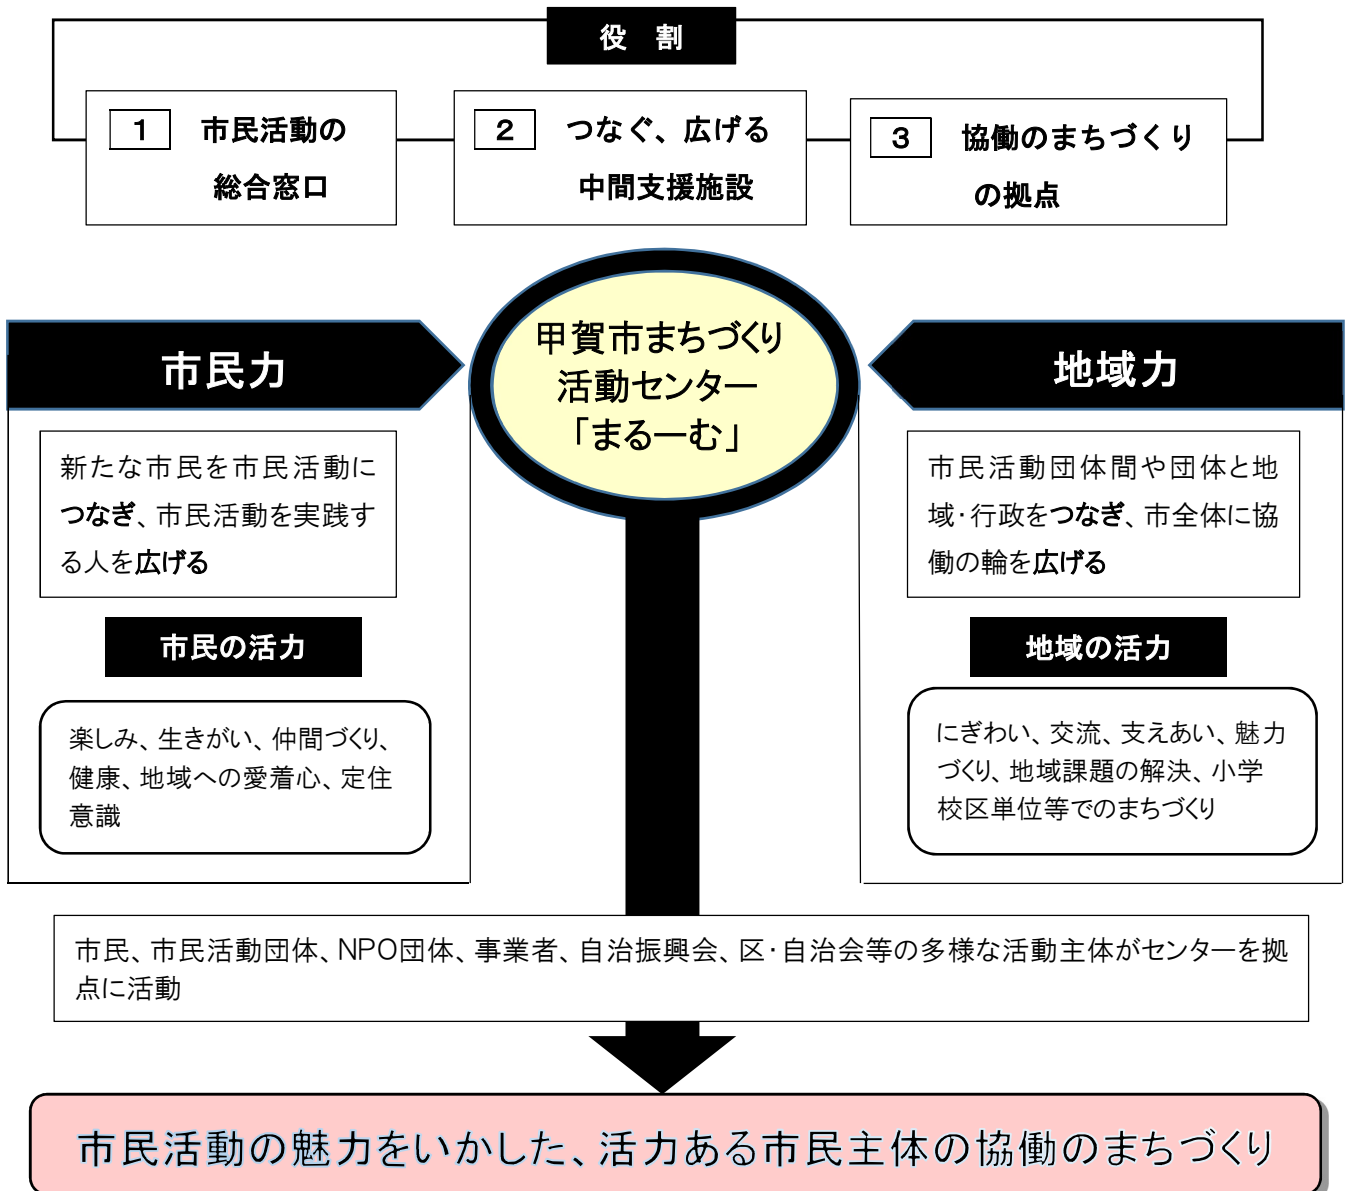 役　割
1　市民活動の
総合窓口
2　つなぐ、広げる
中間支援施設
3　協働のまちづくり
の拠点
甲賀市まちづくり
活動センター
「まるーむ」
市民力
新たな市民を市民活動に
つなぎ、市民活動を実践す
る人を広げる
市民の活力
楽しみ、生きがい、仲間づくり、
健康、地域への愛着心、定住
意識
地域力
市民活動団体間や団体と地
域・行政をつなぎ、市全体に協
働の輪を広げる
地域の活力
にぎわい、交流、支えあい、魅力
づくり、地域課題の解決、小学
校区単位等でのまちづくり
市民、市民活動団体、NPO団体、事業者、自治振興会、区・自治会等の多様な活動主体がセンターを拠
点に活動
市民活動の魅力をいかした、活力ある市民主体の協働のまちづくり